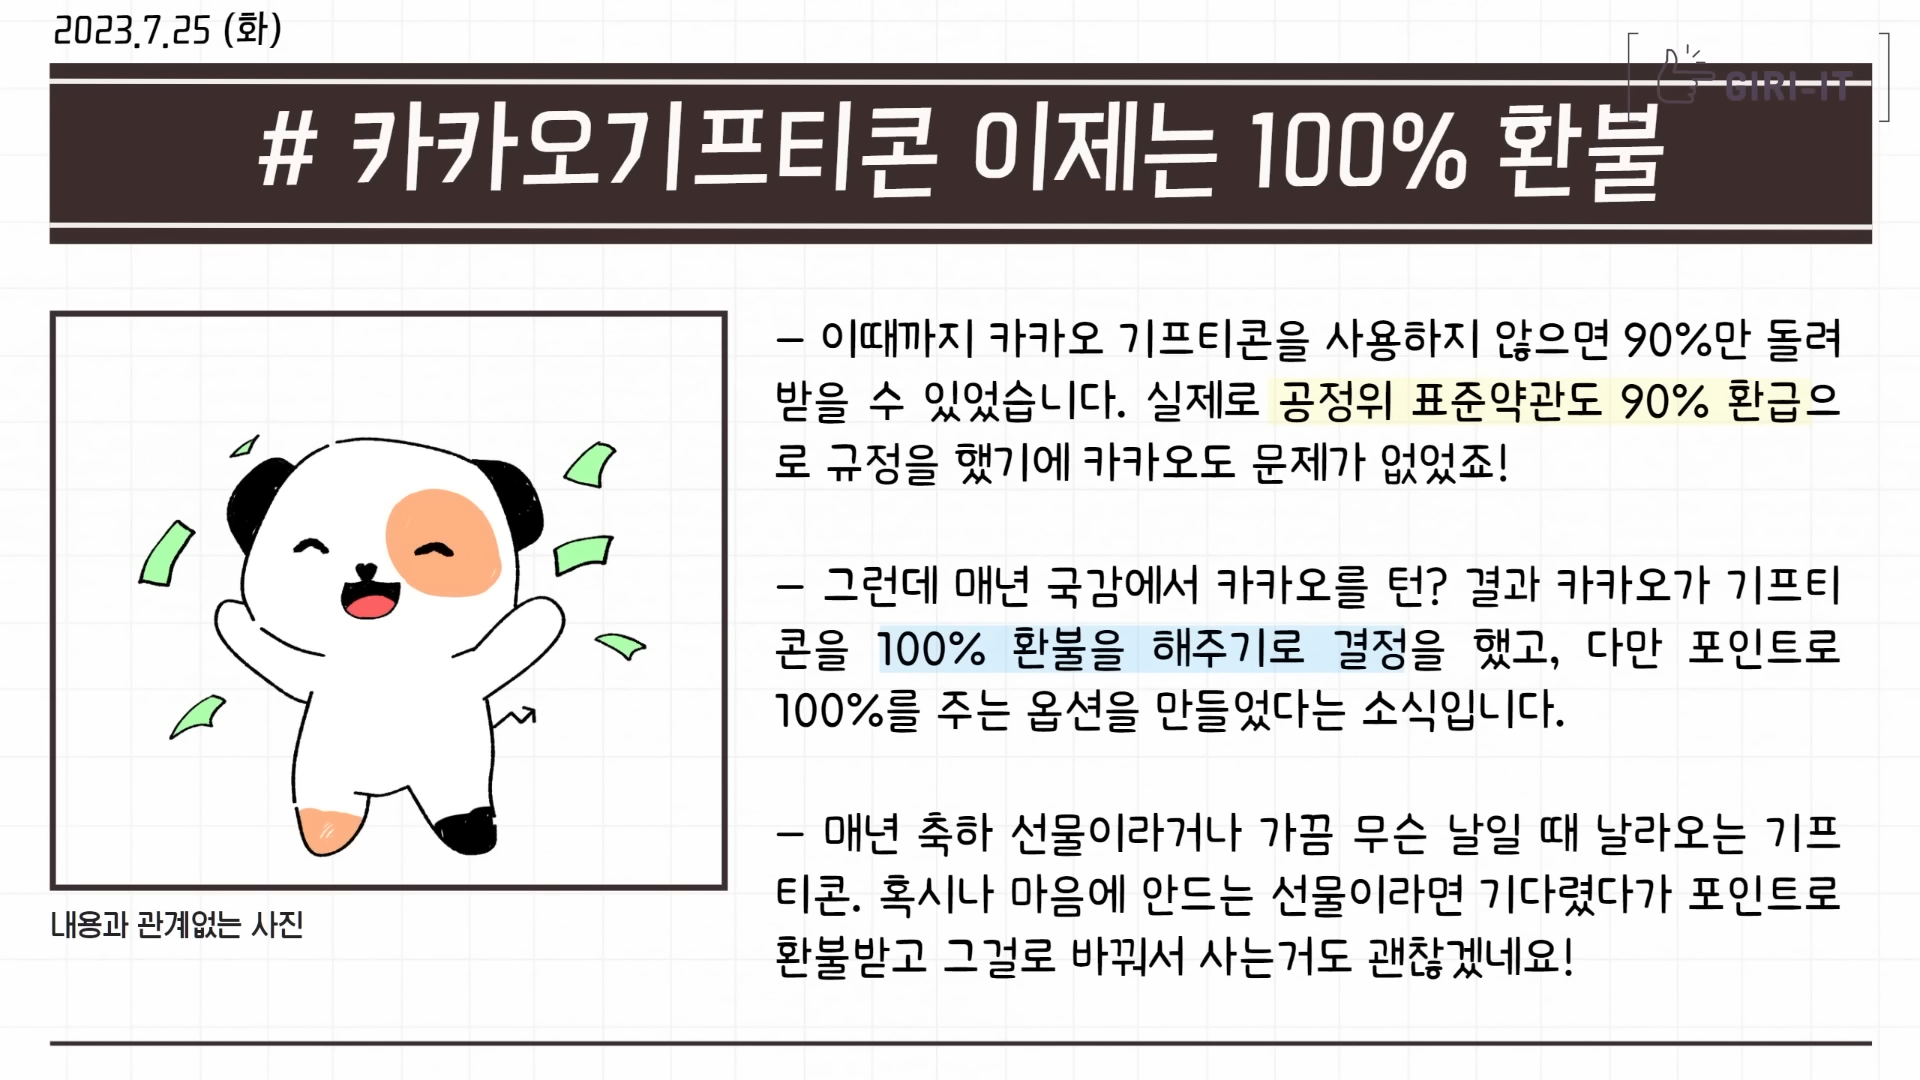 2023.7.25 (화)
GIRI-IT
# 카카오기프티콘 이제는 100% 환불
– 이때까지 카카오 기프티콘을 사용하지 않으면 90%만 돌려
받을 수 있었습니다. 실제로 공정위 표준약관도 90% 환급으
로 규정을 했기에 카카오도 문제가 없었죠!
– 그런데 매년 국감에서 카카오를 턴? 결과 카카오가 기프티
콘을 100% 환불을 해주기로 결정을 했고, 다만 포인트로
100%를 주는 옵션을 만들었다는 소식입니다.
– 매년 축하 선물이라거나 가끔 무슨 날일 때 날라오는 기프
티콘. 혹시나 마음에 안드는 선물이라면 기다렸다가 포인트로
환불받고 그걸로 바꿔서 사는거도 괜찮겠네요!
내용과 관계없는 사진